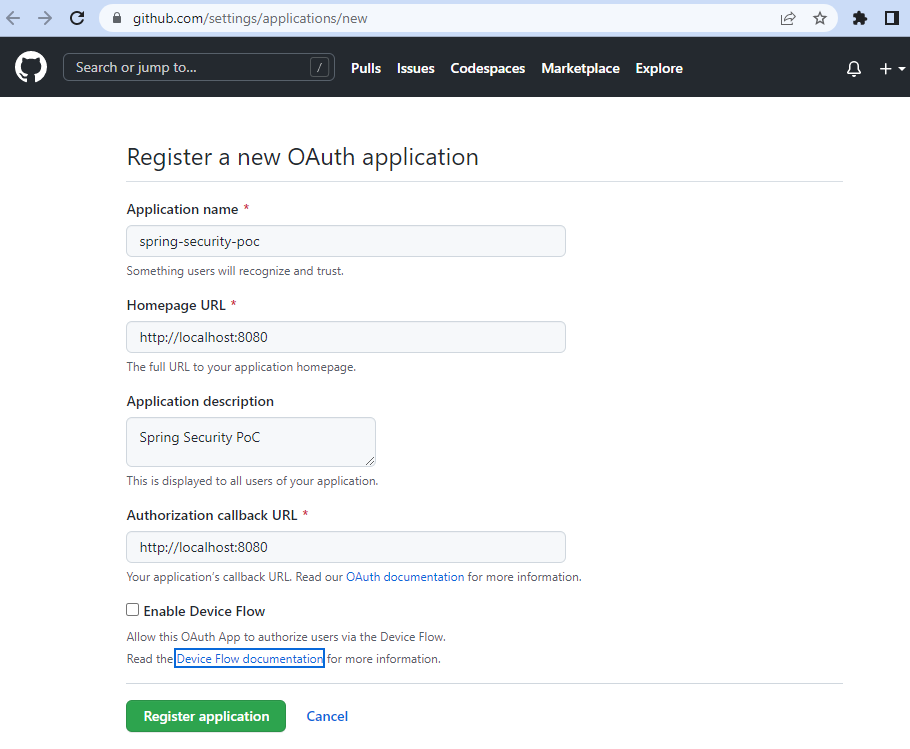 github.com/settings/applications/new
Search or jump to... / Pulls Issues Codespaces Marketplace Explore
Register a new OAuth application
Application name *
spring-security-poc
Something users will recognize and trust.
Homepage URL *
http://localhost:8080
The full URL to your application homepage.
Application description
Spring Security PoC
This is displayed to all users of your application.
Authorization callback URL *
http://localhost:8080
Your application's callback URL. Read our OAuth documentation for more information.
Enable Device Flow
Allow this OAuth App to authorize users via the Device Flow.
Read the Device Flow documentation for more information.
Register application Cancel